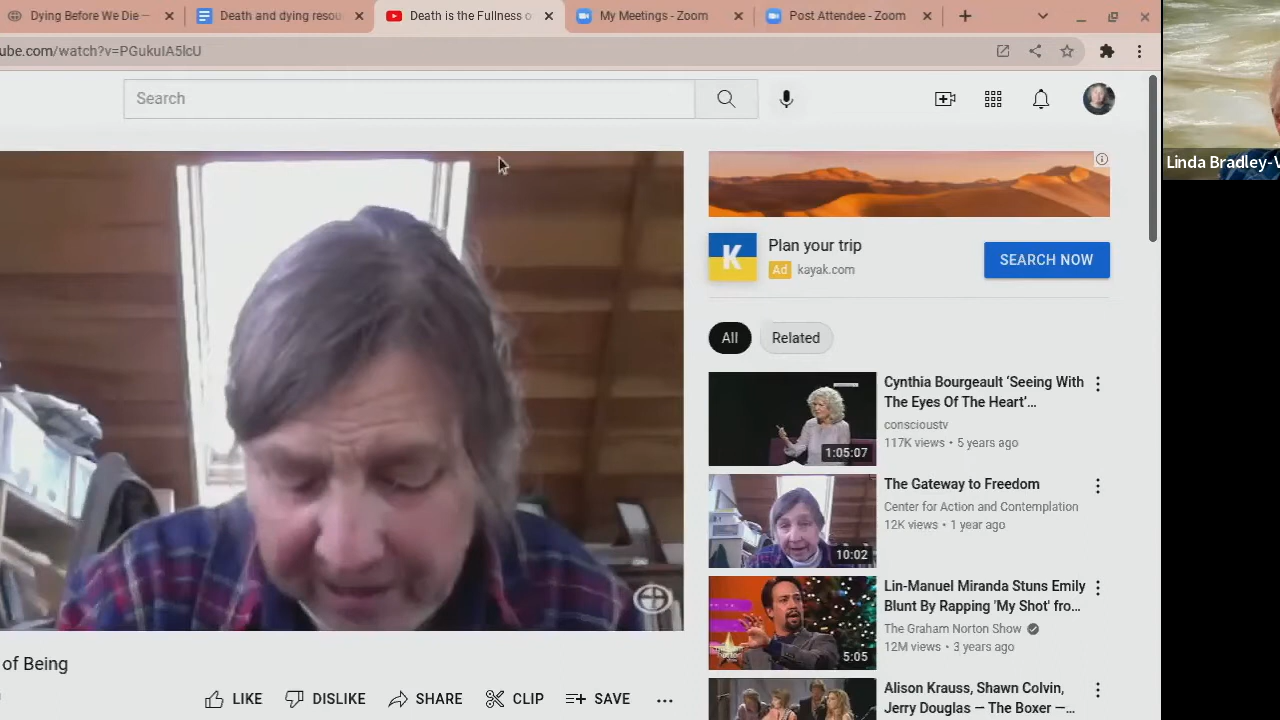 Dying Before We Die —
Death and dying resou
Death is the Fullness o
My Meetings - Zoom
Post Attendee - Zoom
ube.com/watch?v=PGukuIA5lcU
Search
Linda Bradley-V
Plan your trip
K
Ad kayak.com
SEARCH NOW
All
Related
Cynthia Bourgeault ‘Seeing With
The Eyes Of The Heart’…
conscioustv
117K views • 5 years ago
1:05:07
The Gateway to Freedom
Center for Action and Contemplation
12K views • 1 year ago
10:02
Lin-Manuel Miranda Stuns Emily
Blunt By Rapping 'My Shot' fro…
The Graham Norton Show
12M views • 3 years ago
5:05
of Being
LIKE
DISLIKE
SHARE
CLIP
SAVE
Alison Krauss, Shawn Colvin,
Jerry Douglas — The Boxer —…